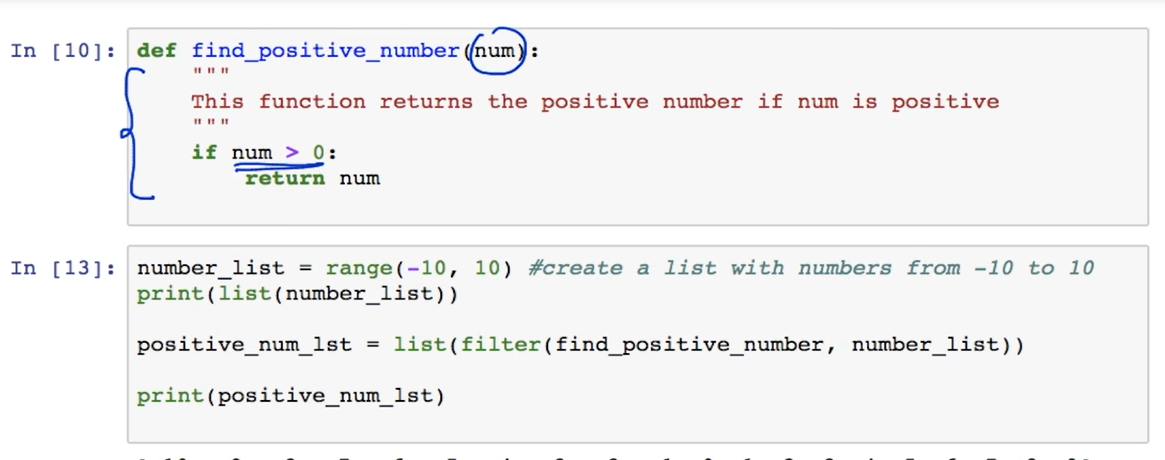 In [10]: def find_positive_number(num):
"""
This function returns the positive number if num is positive
"""
if num > 0:
return num
In [13]: number_list = range(-10, 10) #create a list with numbers from -10 to 10
print(list(number_list))
positive_num_lst = list(filter(find_positive_number, number_list))
print(positive_num_lst)